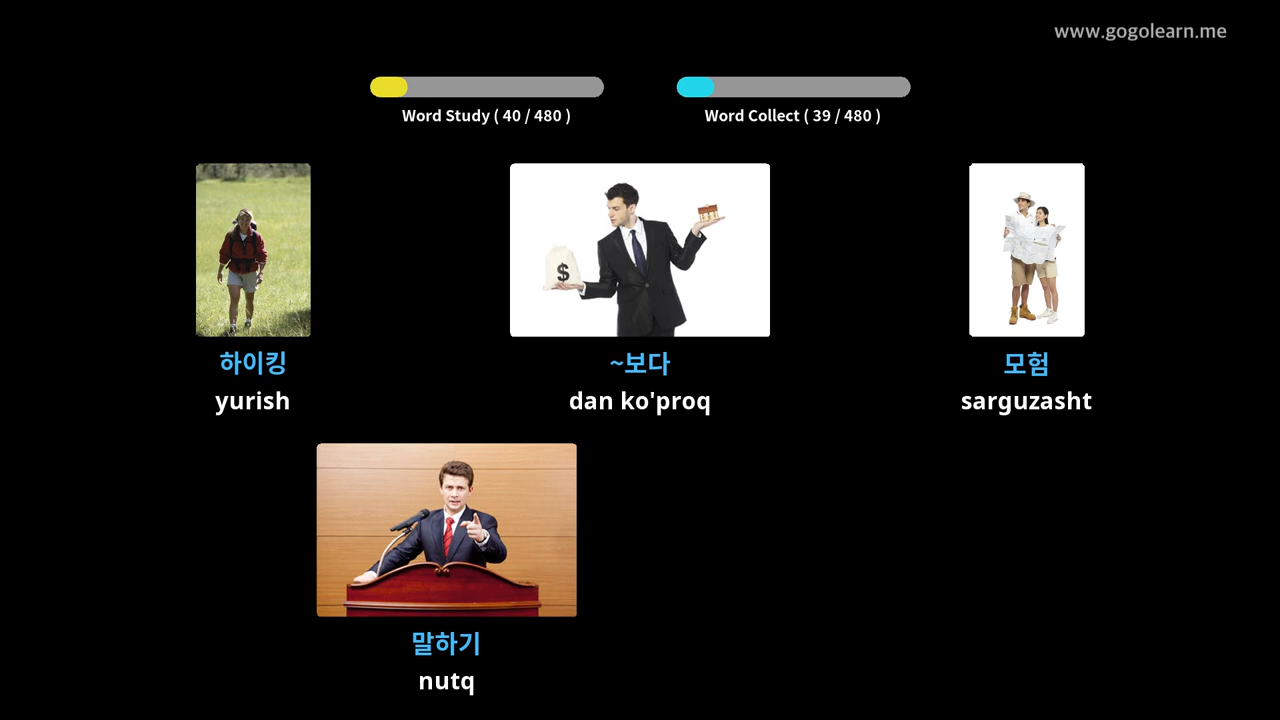 www.gogolearn.me
Word Study ( 40 / 480 )
Word Collect ( 39 / 480 )
$
하이킹
yurish
~보다
dan ko'proq
모험
sarguzasht
말하기
nutq